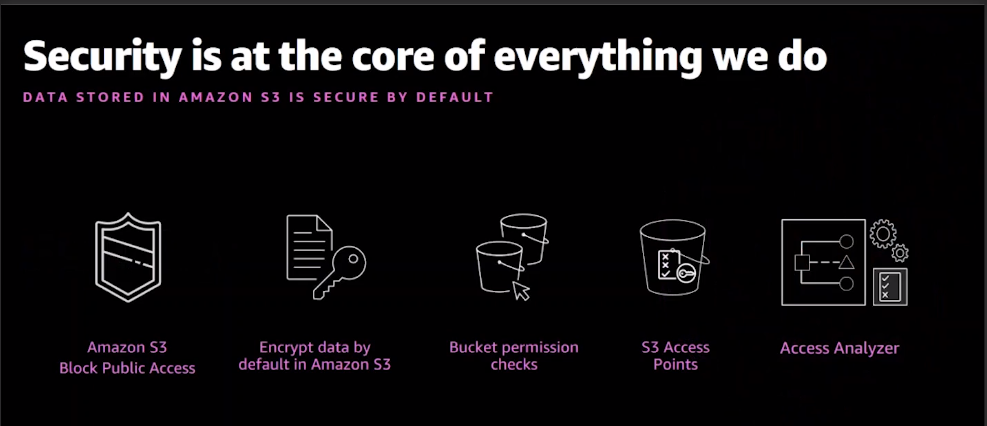 Security is at the core of everything we do
DATA STORED IN AMAZON S3 IS SECURE BY DEFAULT
Amazon S3
Block Public Access
Encrypt data by
default in Amazon S3
Bucket permission
checks
S3 Access
Points
Access Analyzer